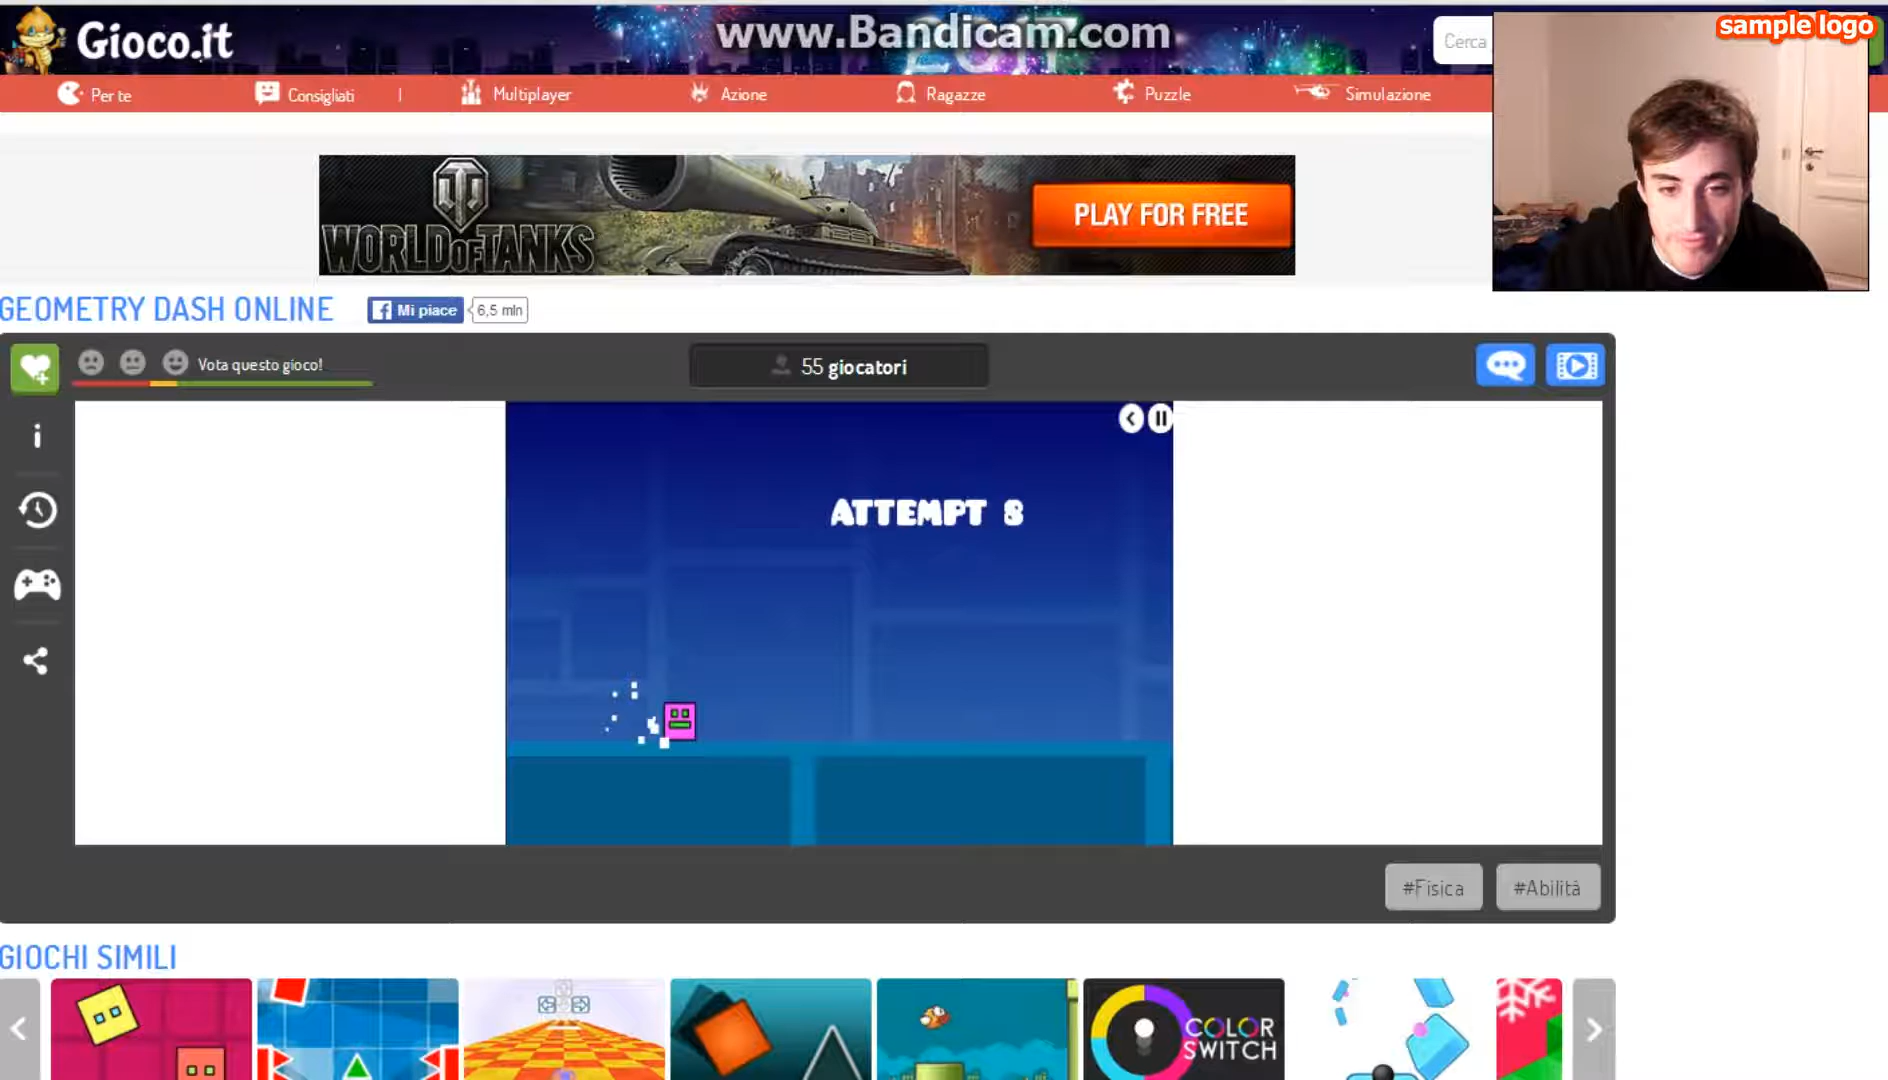 Gioco.it
www.Bandicam.com
2017
Cerca
sample logo
Per te
Consigliati
Multiplayer
Azione
Ragazze
Puzzle
Simulazione
WORLD OF TANKS
PLAY FOR FREE
GEOMETRY DASH ONLINE
Mi piace
6,5 mln
Vota questo gioco!
55 giocatori
ATTEMPT 8
#Fisica
#Abilità
GIOCHI SIMILI
COLOR
SWITCH